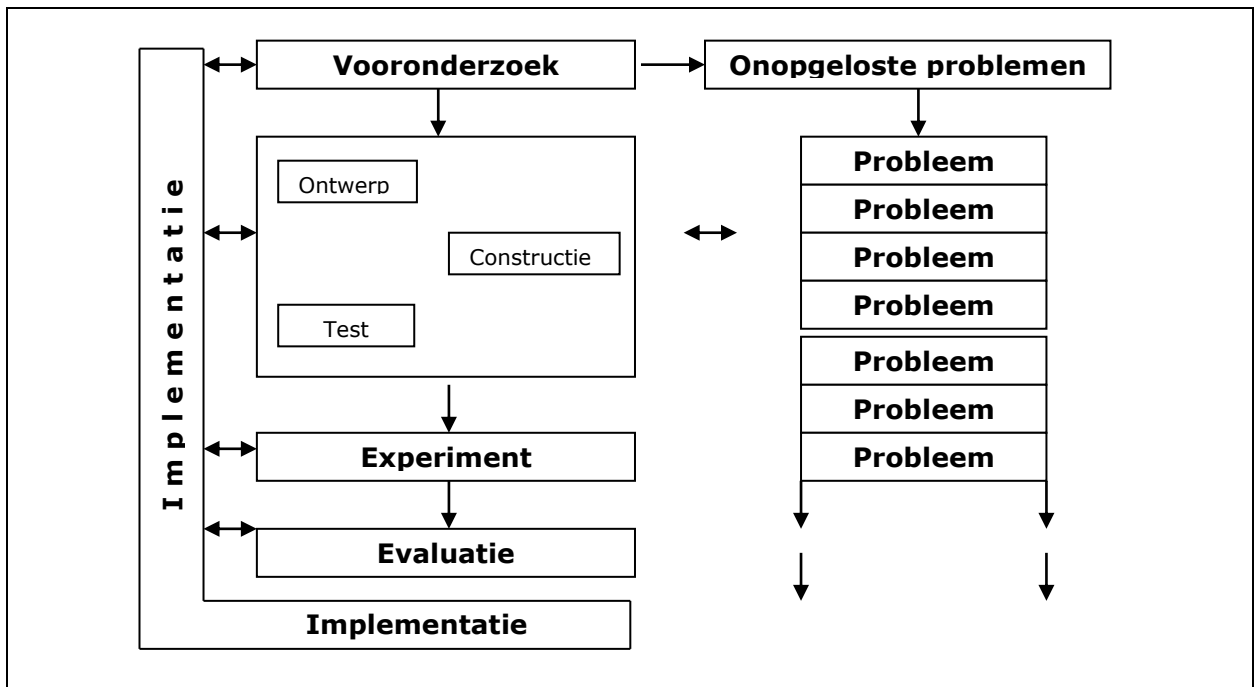 Vooronderzoek
Onopgeloste problemen
Implementatie
Ontwerp
Constructie
Test
Probleem
Probleem
Probleem
Probleem
Probleem
Probleem
Probleem
Experiment
Evaluatie
Implementatie